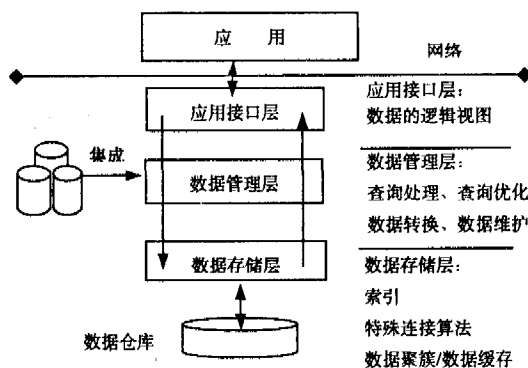 应 用
网络
应用接口层
应用接口层：
数据的逻辑视图
集成
数据管理层
数据管理层：
查询处理、查询优化
数据转换、数据维护
数据存储层
数据存储层：
索引
特殊连接算法
数据聚簇/数据缓存
数据仓库